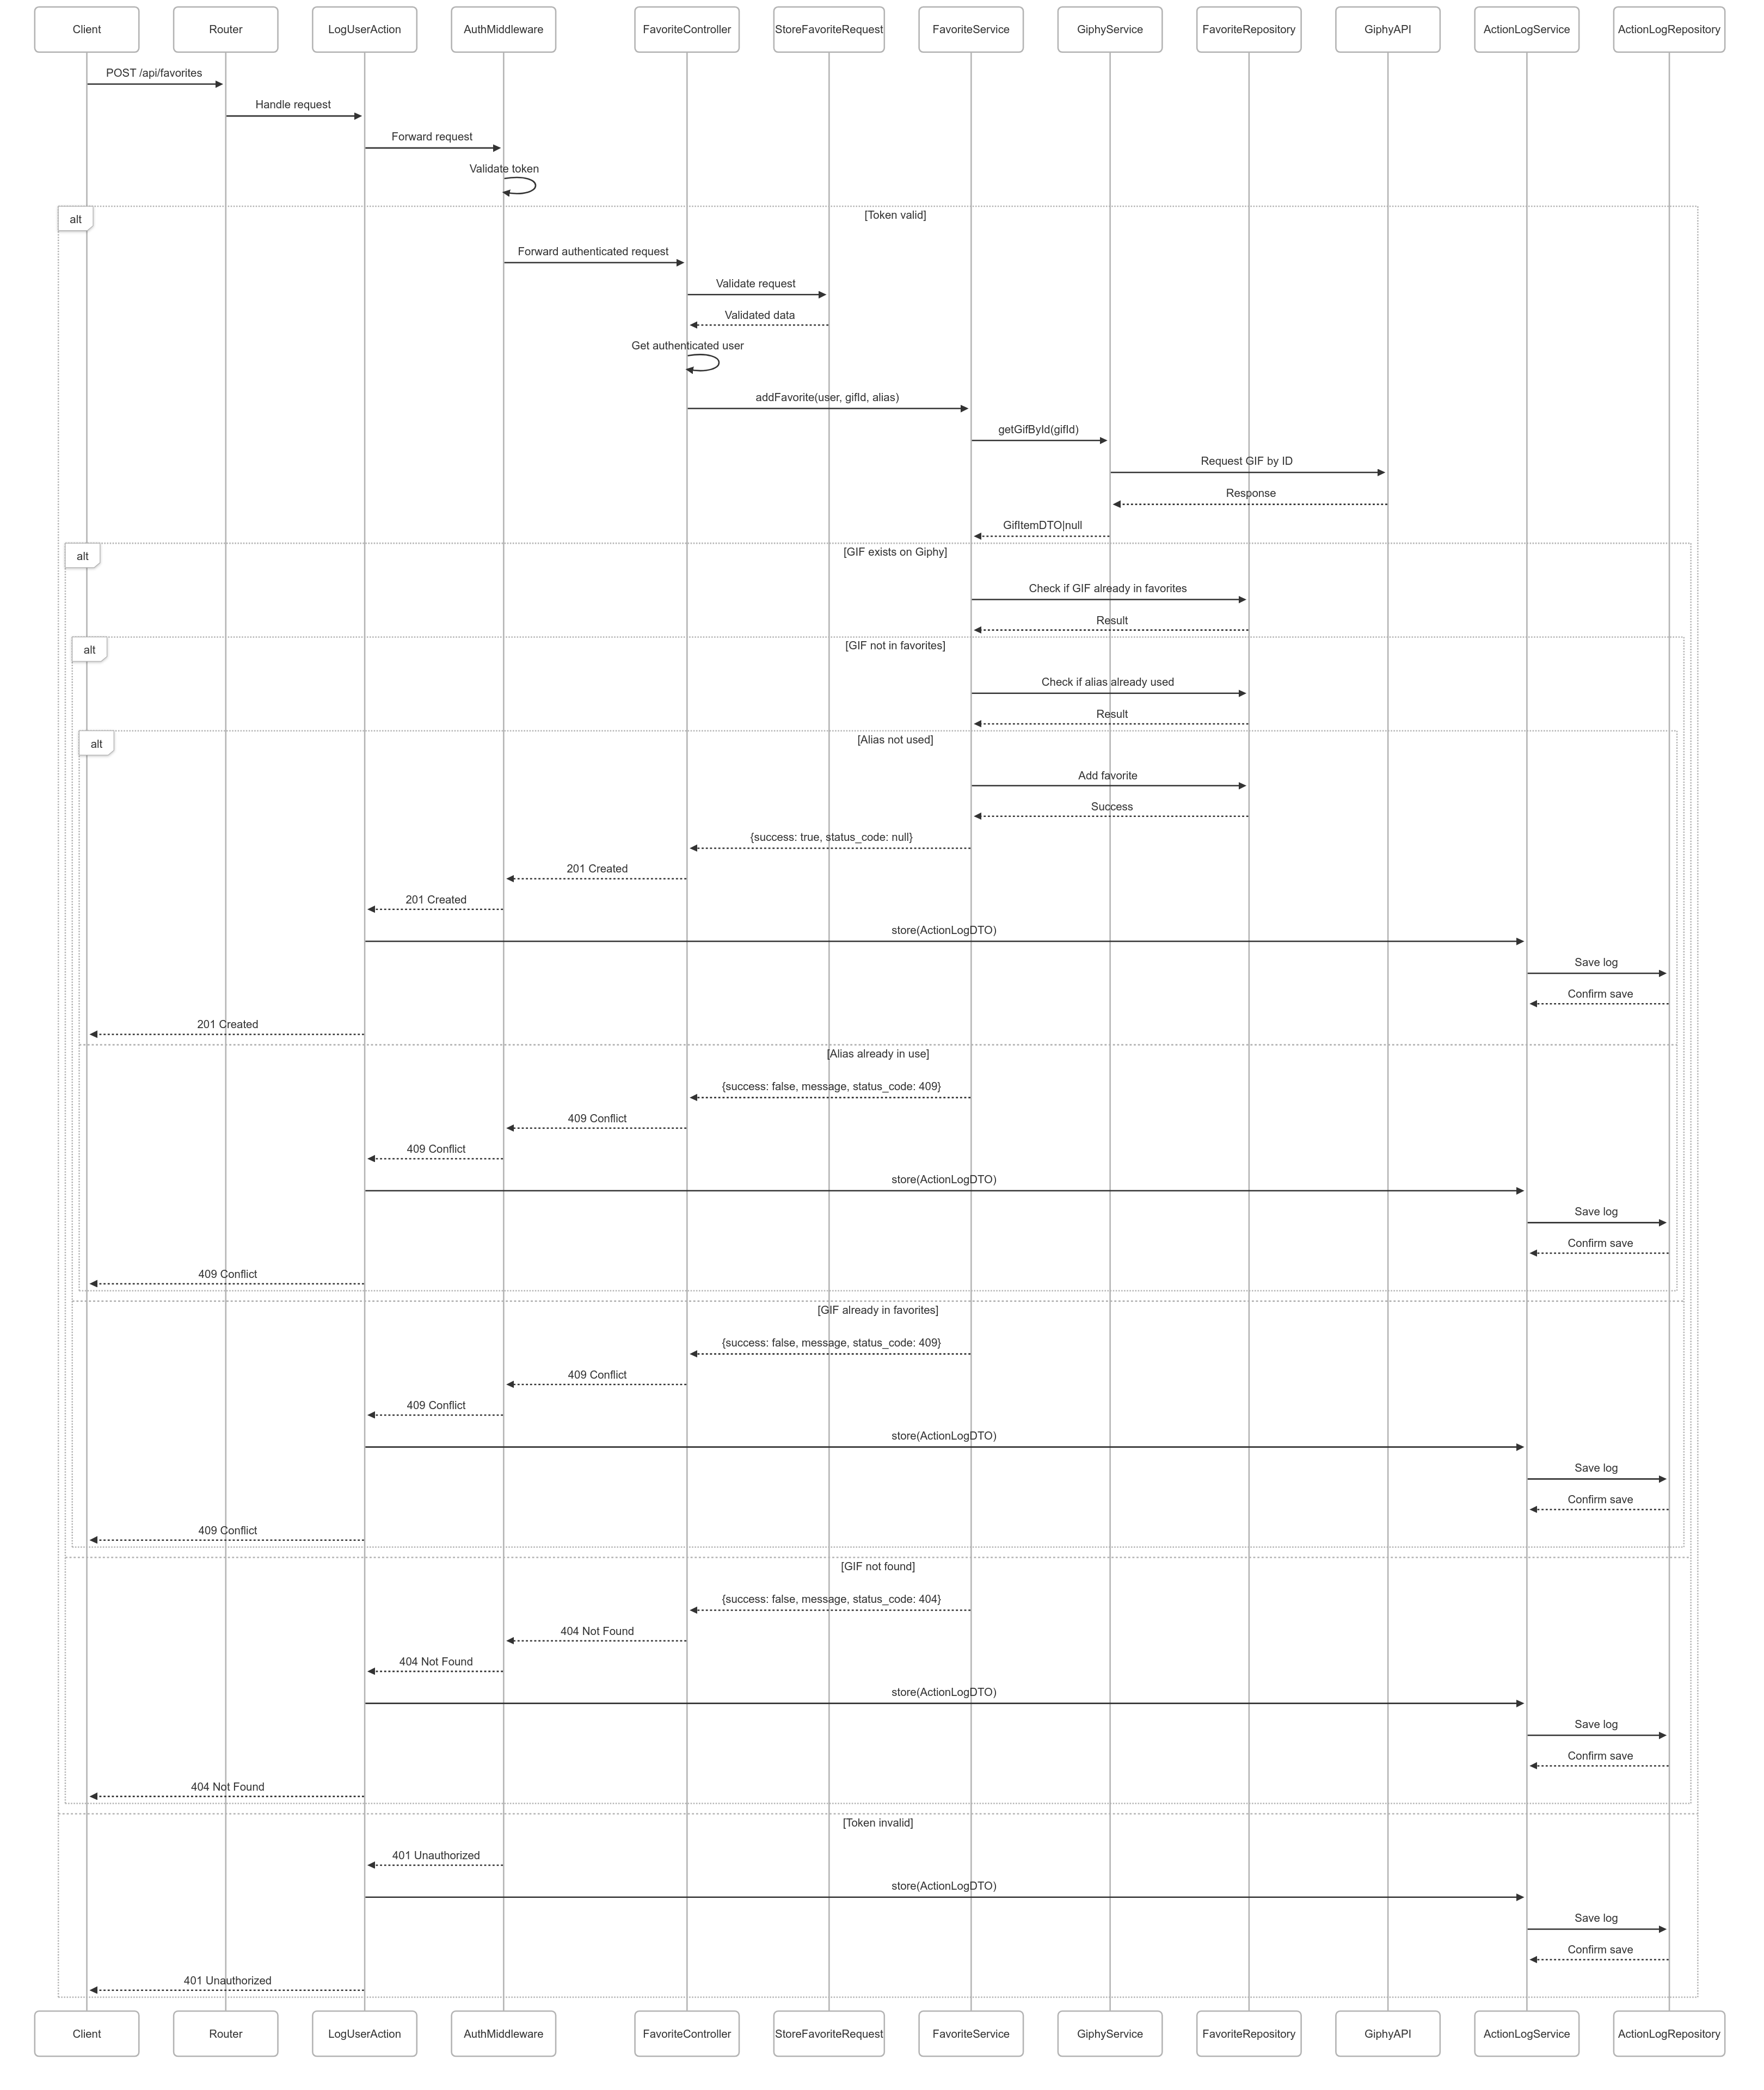 Client
Router
LogUserAction
AuthMiddleware
FavoriteController
StoreFavoriteRequest
FavoriteService
GiphyService
FavoriteRepository
GiphyAPI
ActionLogService
ActionLogRepository
POST /api/favorites
Handle request
Forward request
Validate token
alt
[Token valid]
Forward authenticated request
Validate request
Validated data
Get authenticated user
addFavorite(user, gifId, alias)
getGifById(gifId)
Request GIF by ID
Response
GifItemDTO|null
alt
[GIF exists on Giphy]
Check if GIF already in favorites
Result
alt
[GIF not in favorites]
Check if alias already used
Result
alt
[Alias not used]
Add favorite
Success
{success: true, status_code: null}
201 Created
201 Created
store(ActionLogDTO)
Save log
Confirm save
201 Created
[Alias already in use]
{success: false, message, status_code: 409}
409 Conflict
409 Conflict
store(ActionLogDTO)
Save log
Confirm save
409 Conflict
[GIF already in favorites]
{success: false, message, status_code: 409}
409 Conflict
409 Conflict
store(ActionLogDTO)
Save log
Confirm save
409 Conflict
[GIF not found]
{success: false, message, status_code: 404}
404 Not Found
404 Not Found
store(ActionLogDTO)
Save log
Confirm save
404 Not Found
[Token invalid]
401 Unauthorized
store(ActionLogDTO)
Save log
Confirm save
401 Unauthorized
Client
Router
LogUserAction
AuthMiddleware
FavoriteController
StoreFavoriteRequest
FavoriteService
GiphyService
FavoriteRepository
GiphyAPI
ActionLogService
ActionLogRepository